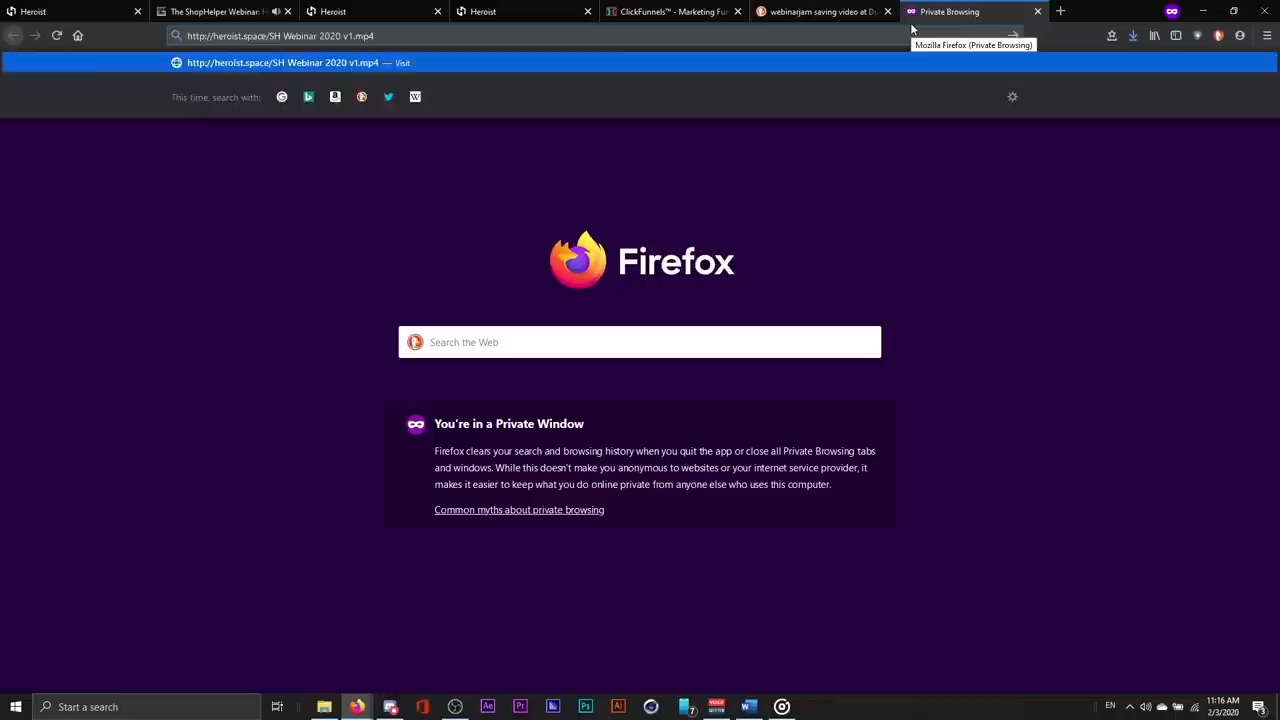 Heroist
The ShopHelper Webinar: H
Heroist
Heroist
ClickFunnels™ - Marketing Fun
webinarjam saving video at Du
Private Browsing
http://heroist.space/SH Webinar 2020 v1.mp4
Mozilla Firefox (Private Browsing)
http://heroist.space/SH Webinar 2020 v1.mp4 — Visit
This time, search with:
Firefox
Search the Web
You're in a Private Window
Firefox clears your search and browsing history when you quit the app or close all Private Browsing tabs
and windows. While this doesn't make you anonymous to websites or your internet service provider, it
makes it easier to keep what you do online private from anyone else who uses this computer.
Common myths about private browsing
Start a search
EN
11:16 AM
2/3/2020